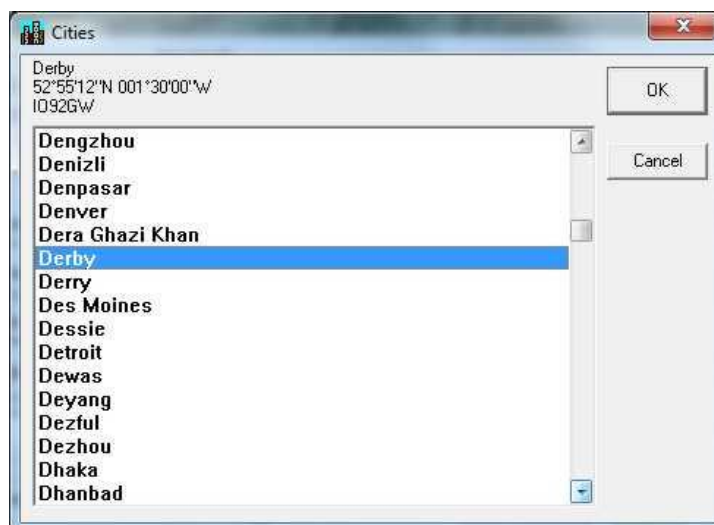 Cities
Derby
52°55'12"N 001°30'00"W
IO92GW
OK
Cancel
Dengzhou
Denizli
Denpasar
Denver
Dera Ghazi Khan
Derby
Derry
Des Moines
Dessie
Detroit
Dewas
Deyang
Dezful
Dezhou
Dhaka
Dhanbad